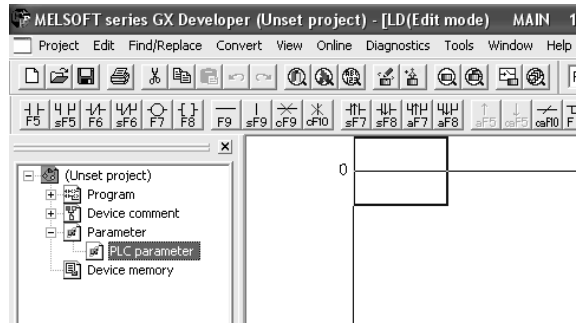 MELSOFT series GX Developer (Unset project) - [LD(Edit mode) MAIN 1
Project Edit Find/Replace Convert View Online Diagnostics Tools Window Help
F5 sF5 F6 sF6 F7 F8 F9 sF9 cF9 cF10 sF7 sF8 aF7 aF8 aF5 caF5 caF10 F
(Unset project)
0
Program
Device comment
Parameter
PLC parameter
Device memory